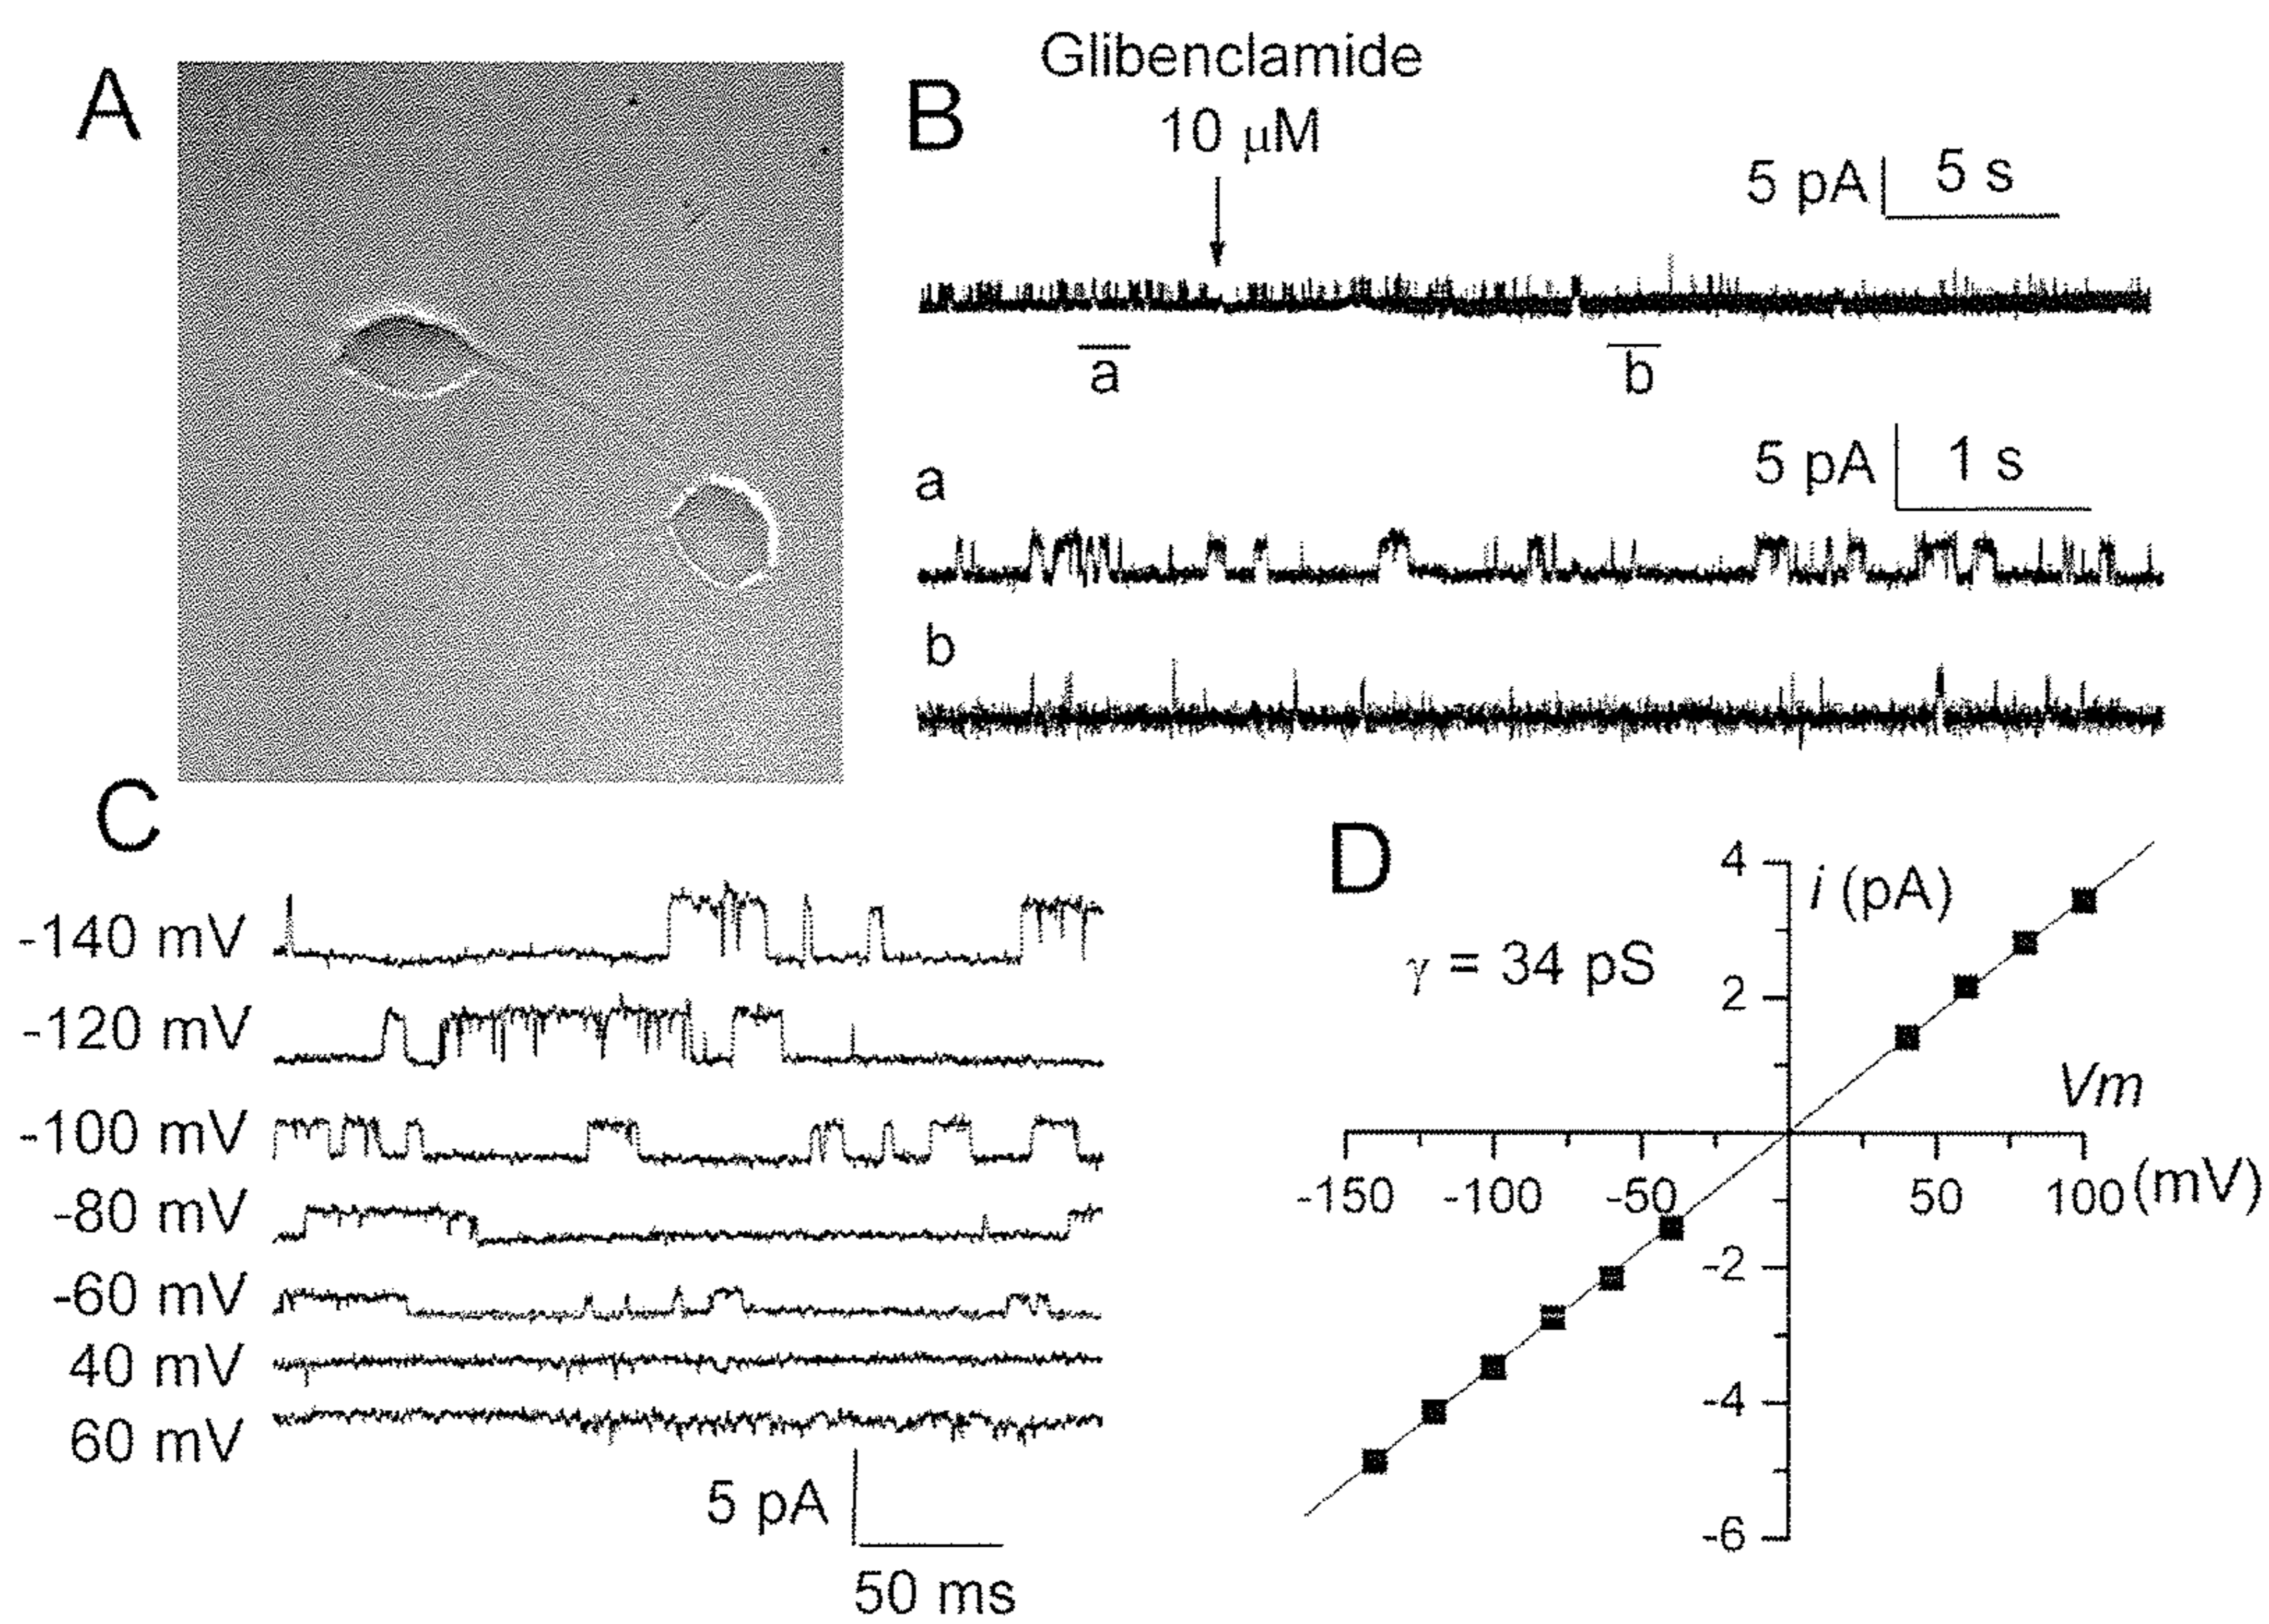 A
B
Glibenclamide
10 μM
5 pA
5 s
a
b
5 pA
1 s
a
b
C
-140 mV
-120 mV
-100 mV
-80 mV
-60 mV
40 mV
60 mV
5 pA
50 ms
D
γ = 34 pS
i (pA)
Vm
(mV)
4
2
-2
-4
-6
-150
-100
-50
50
100